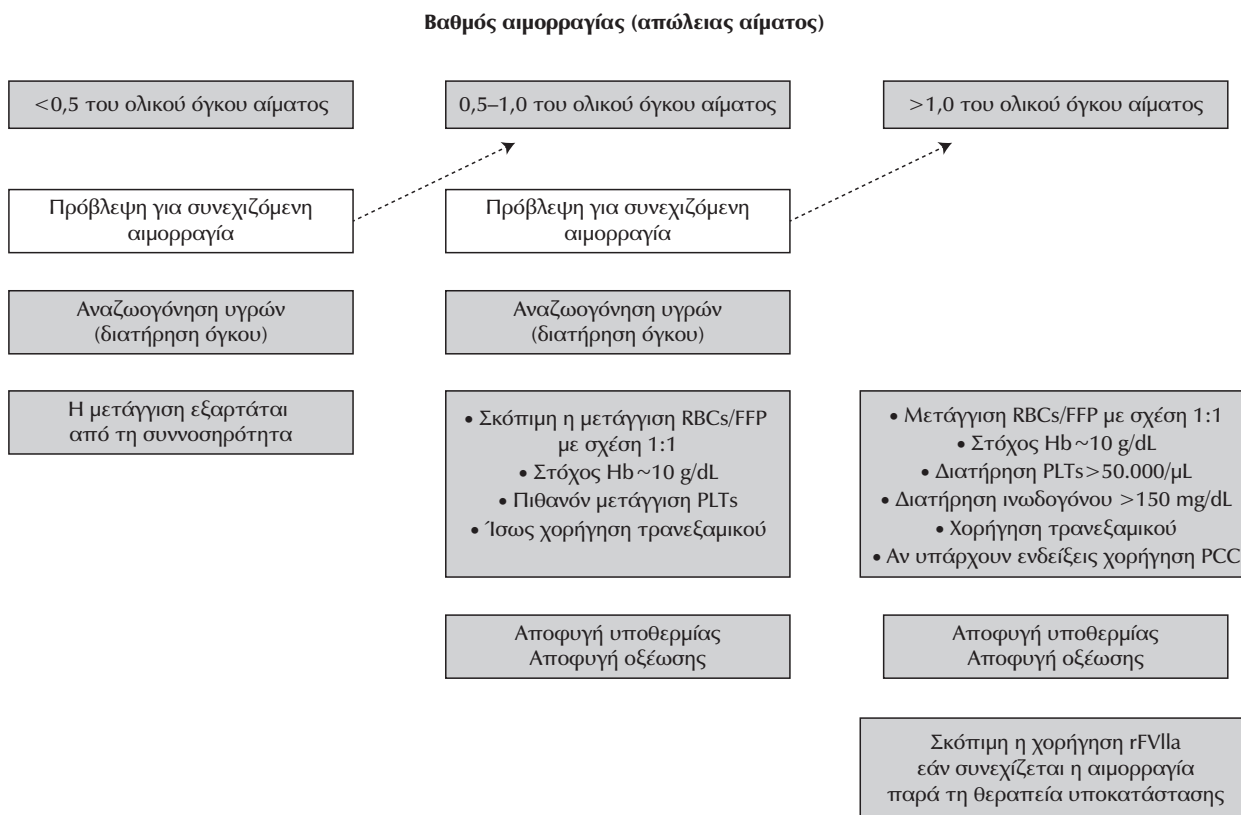 Βαθμός αιμορραγίας (απώλειας αίματος)
<0,5 του ολικού όγκου αίματος
0,5–1,0 του ολικού όγκου αίματος
>1,0 του ολικού όγκου αίματος
Πρόβλεψη για συνεχιζόμενη
αιμορραγία
Πρόβλεψη για συνεχιζόμενη
αιμορραγία
Αναζωογόνηση υγρών
(διατήρηση όγκου)
Αναζωογόνηση υγρών
(διατήρηση όγκου)
Η μετάγγιση εξαρτάται
από τη συννοσηρότητα
• Σκόπιμη η μετάγγιση RBCs/FFP
με σχέση 1:1
• Στόχος Hb ~10 g/dL
• Πιθανόν μετάγγιση PLTs
• Ίσως χορήγηση τρανεξαμικού
• Μετάγγιση RBCs/FFP με σχέση 1:1
• Στόχος Hb ~10 g/dL
• Διατήρηση PLTs>50.000/μL
• Διατήρηση ινωδογόνου >150 mg/dL
• Χορήγηση τρανεξαμικού
• Αν υπάρχουν ενδείξεις χορήγηση PCC
Αποφυγή υποθερμίας
Αποφυγή οξέωσης
Αποφυγή υποθερμίας
Αποφυγή οξέωσης
Σκόπιμη η χορήγηση rFVlla
εάν συνεχίζεται η αιμορραγία
παρά τη θεραπεία υποκατάστασης